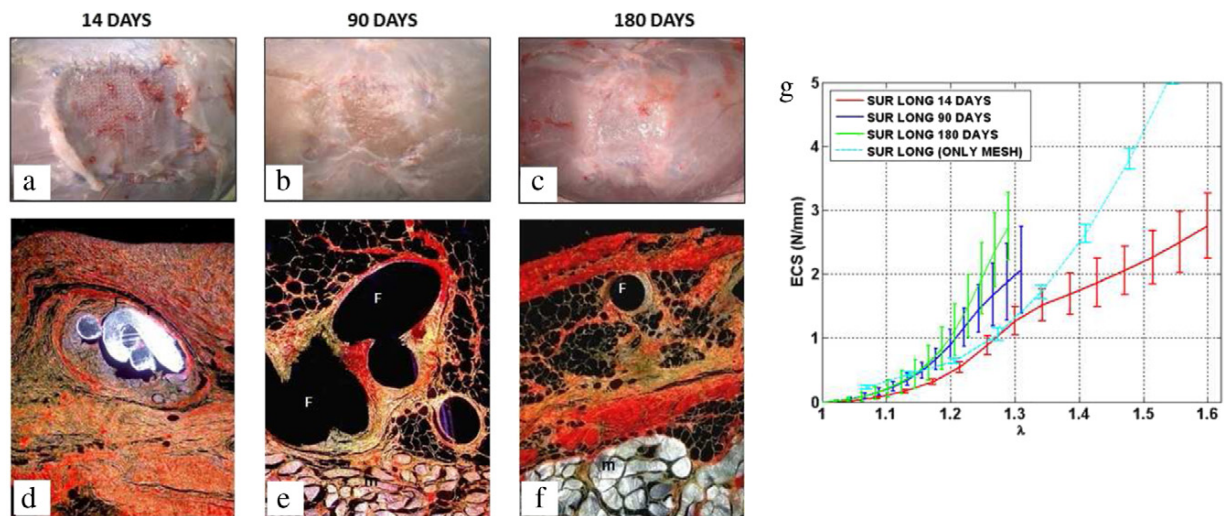 14 DAYS
90 DAYS
180 DAYS
a
b
c
d
F
T
e
F
F
m
f
F
m
g
SUR LONG 14 DAYS
SUR LONG 90 DAYS
SUR LONG 180 DAYS
SUR LONG (ONLY MESH)
ECS (N/mm)
5
4
3
2
1
0
1
1.1
1.2
1.3
1.4
1.5
1.6
λ